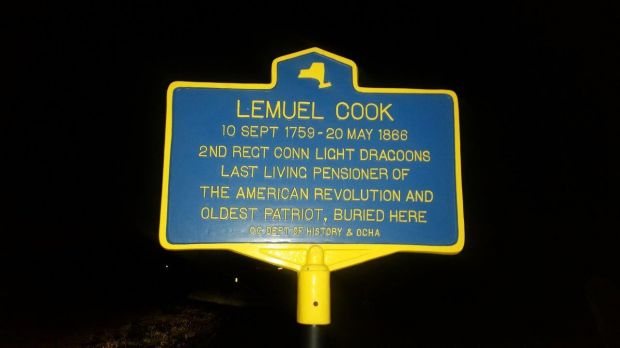 LEMUEL COOK
10 SEPT 1759-20 MAY 1866
2ND REGT CONN LIGHT DRAGOONS
LAST LIVING PENSIONER OF
THE AMERICAN REVOLUTION AND
OLDEST PATRIOT, BURIED HERE
OC DEPT OF HISTORY & OCHA